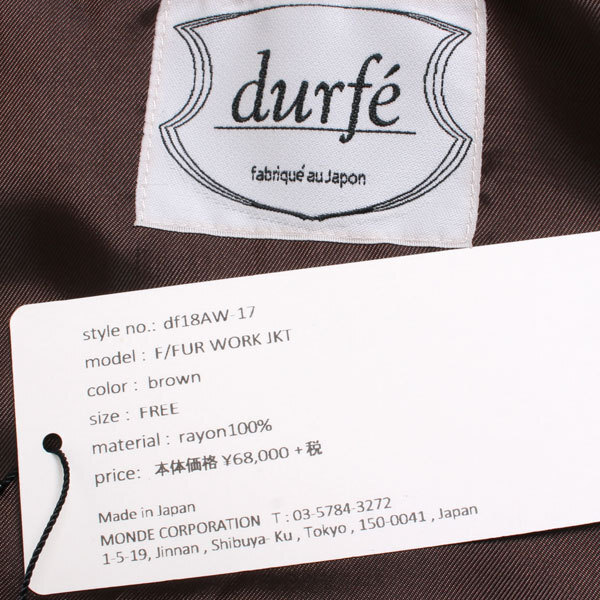 durfé
fabriqué au Japon
style no.: df18AW-17
model : F/FUR WORK JKT
color : brown
size : FREE
material : rayon100%
price: 本体価格 ¥68,000 +税
Made in Japan
MONDE CORPORATION T : 03-5784-3272
1-5-19, Jinnan , Shibuya- Ku , Tokyo , 150-0041 , Japan